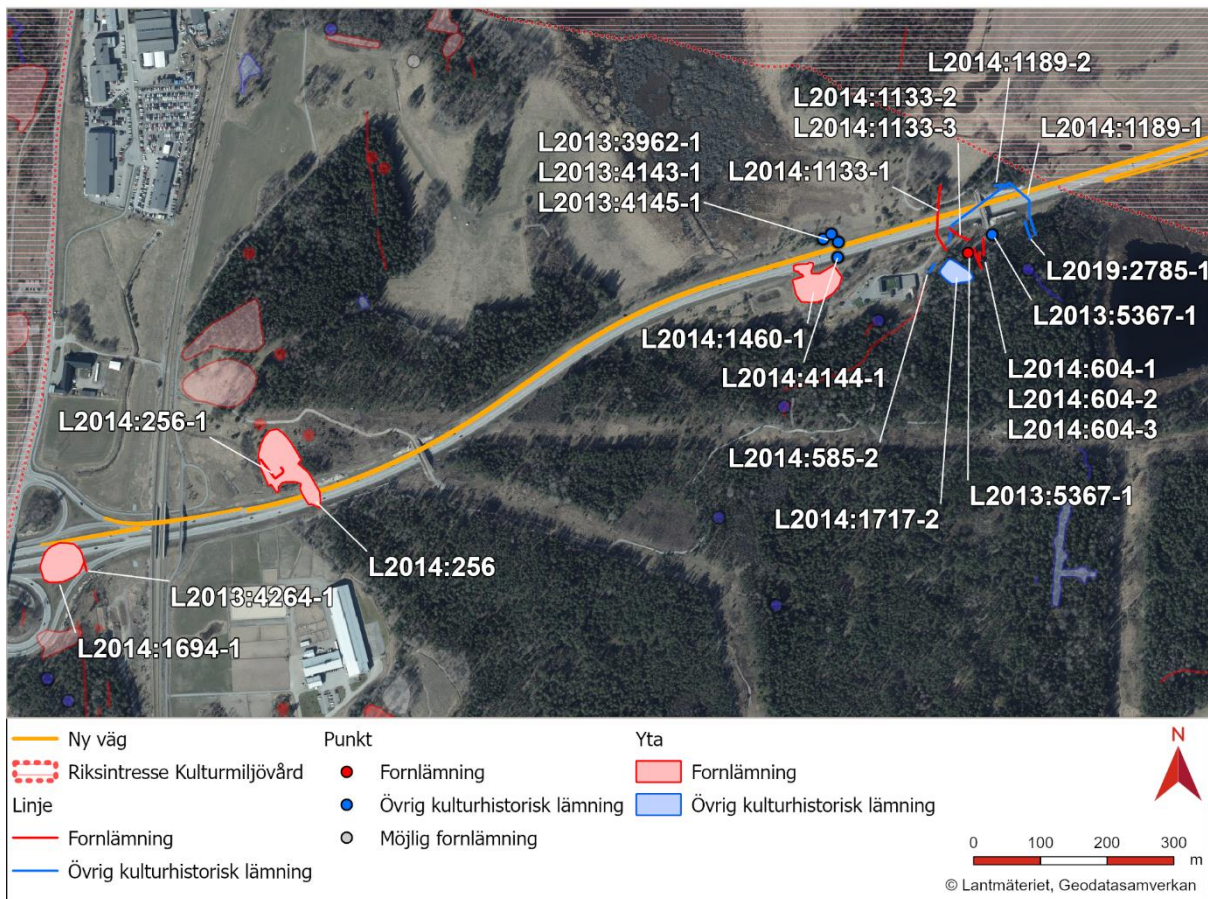 L2014:1189-2
L2014:1133-2
L2014:1133-3
L2014:1189-1
L2013:3962-1
L2013:4143-1
L2013:4145-1
L2014:1133-1
L2019:2785-1
L2013:5367-1
L2014:1460-1
L2014:4144-1
L2014:604-1
L2014:604-2
L2014:604-3
L2014:256-1
L2014:585-2
L2013:5367-1
L2014:1717-2
L2014:256
L2013:4264-1
L2014:1694-1
Ny väg
Riksintresse Kulturmiljövård
Linje
Fornlämning
Övrig kulturhistorisk lämning
Punkt
Fornlämning
Övrig kulturhistorisk lämning
Möjlig fornlämning
Yta
Fornlämning
Övrig kulturhistorisk lämning
N
0 100 200 300
m
© Lantmäteriet, Geodatasamverkan